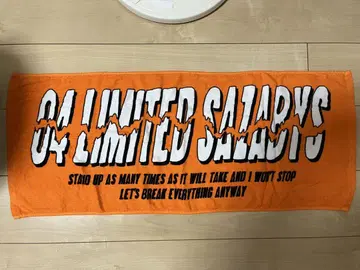 04 LIMITED SAZABYS
STAND UP AS MANY TIMES AS IT WILL TAKE AND I WON'T STOP
LET'S BREAK EVERYTHING ANYWAY